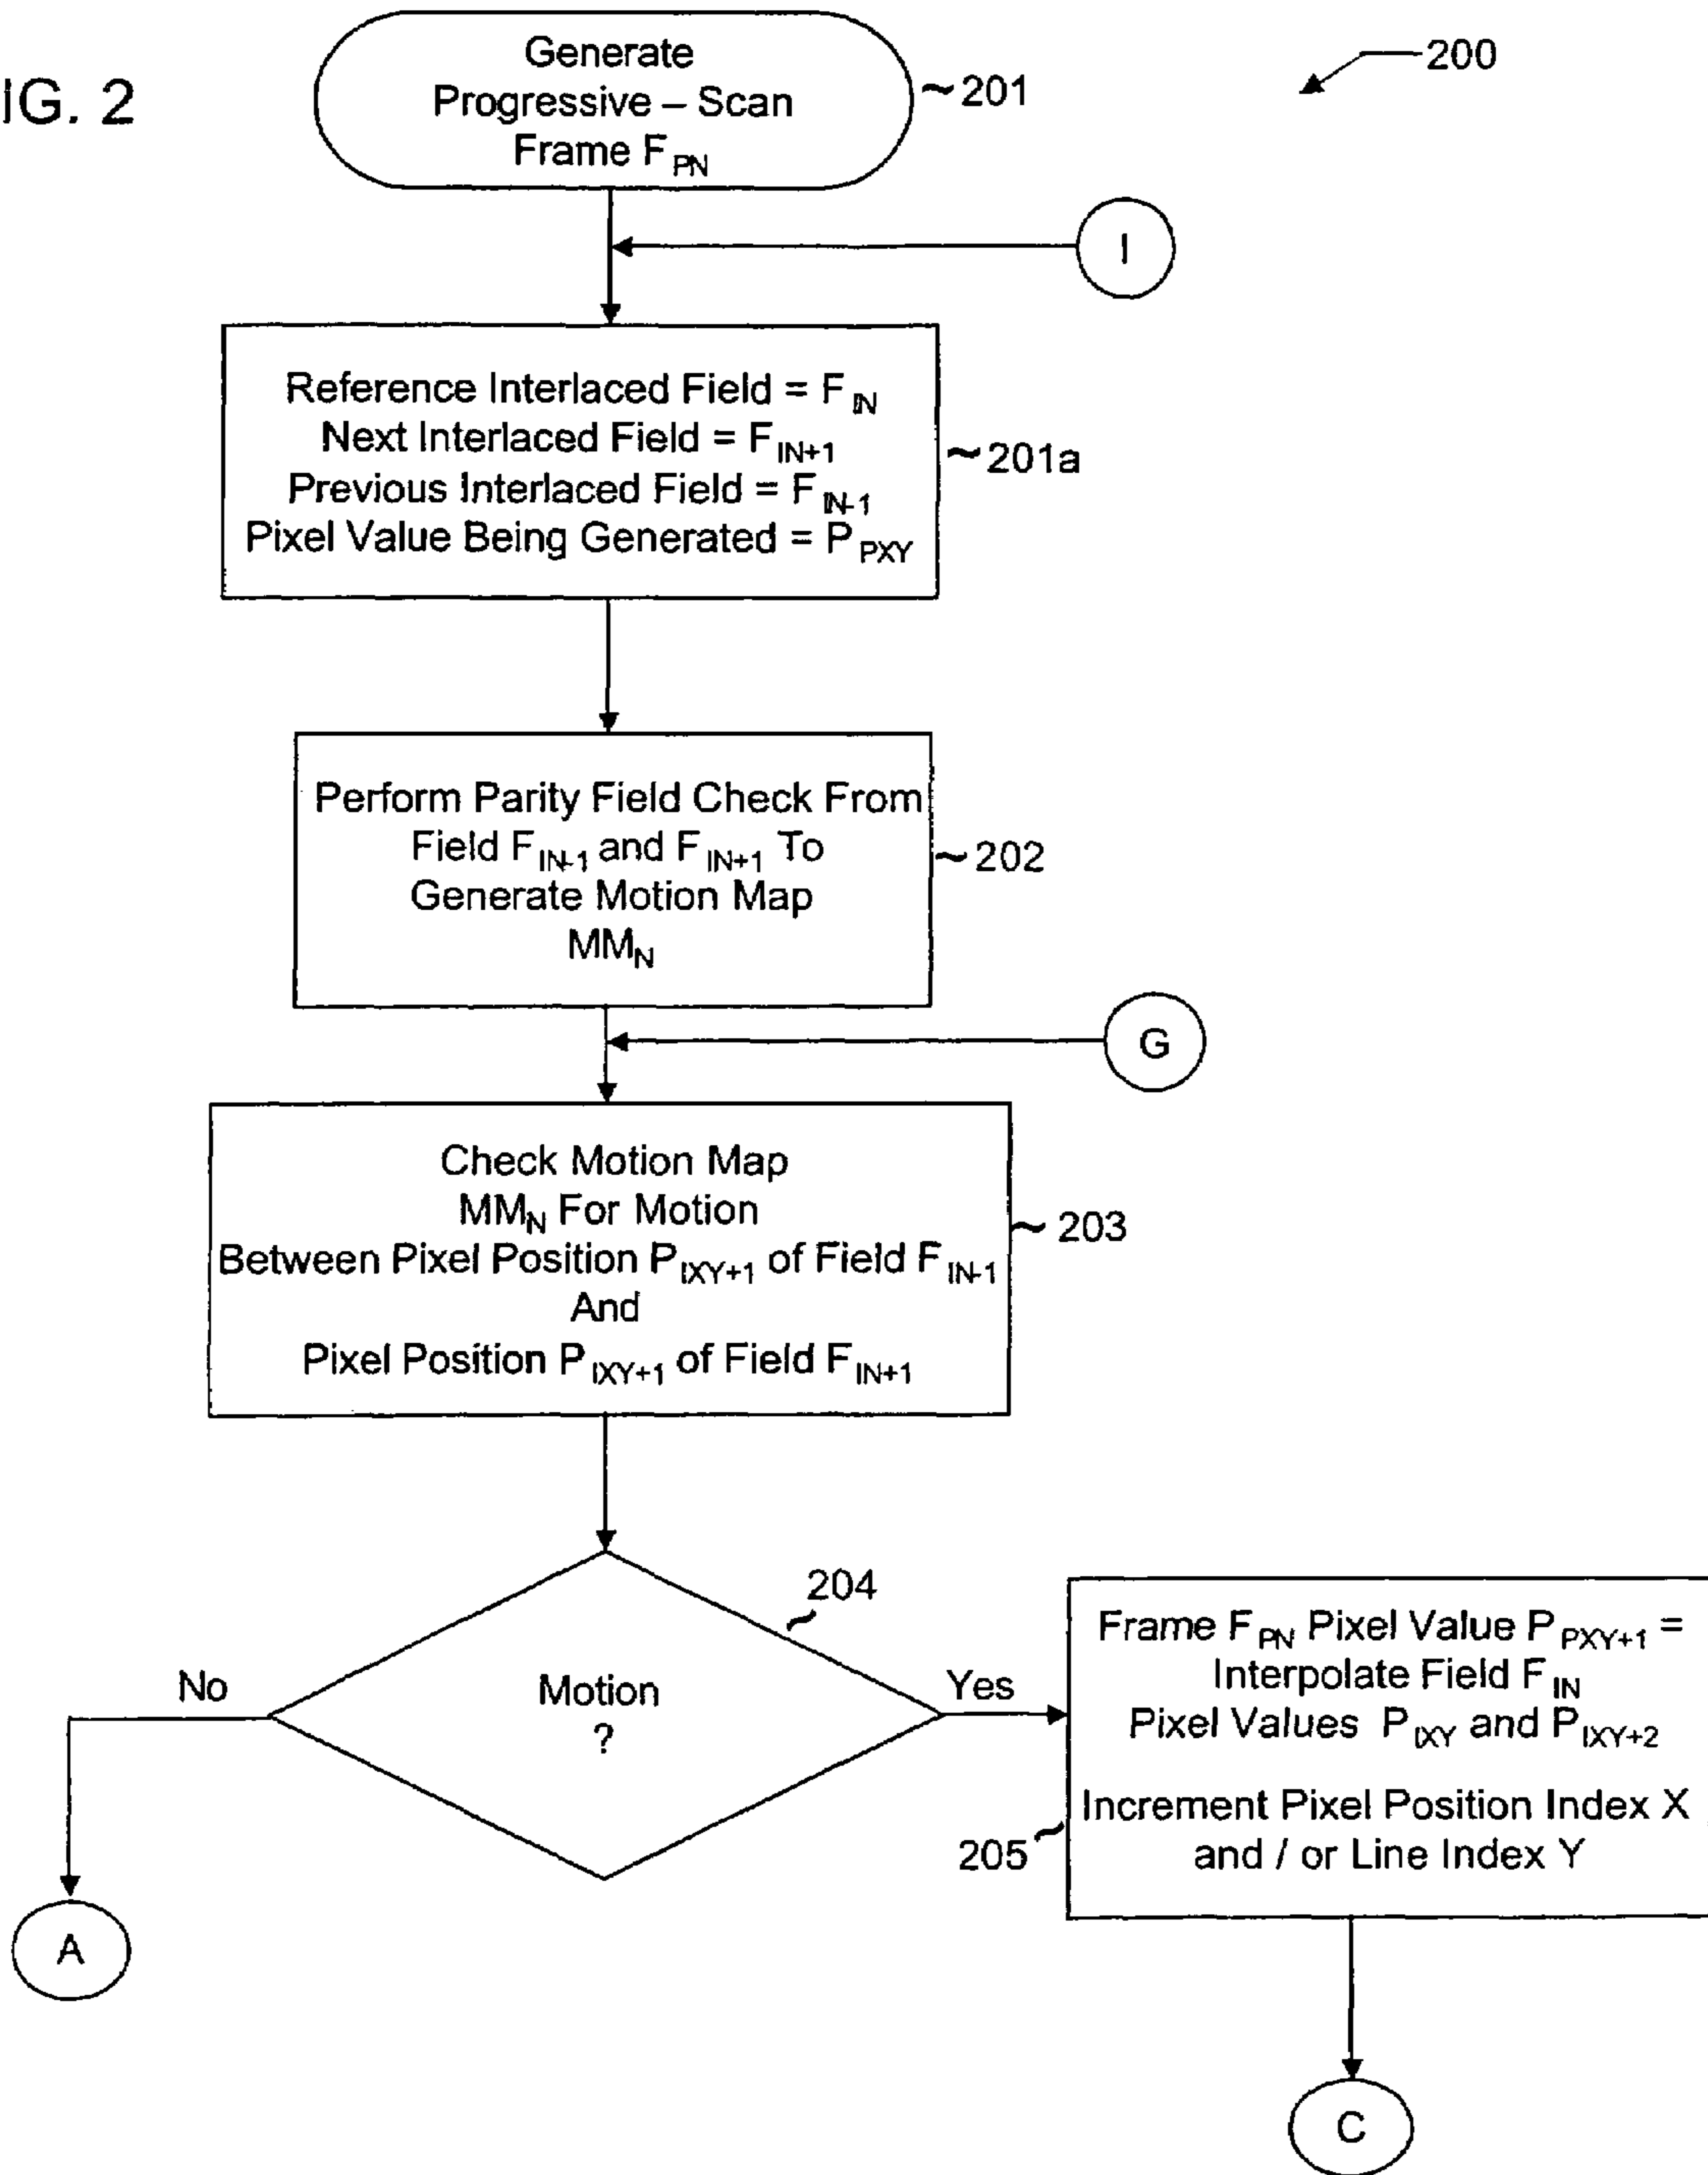 IG. 2
200
Generate
Progressive – Scan
Frame F PN
~201
I
Reference Interlaced Field = F IN
Next Interlaced Field = F IN+1
Previous Interlaced Field = F IN-1
Pixel Value Being Generated = P PXY
~201a
Perform Parity Field Check From
Field F IN-1 and F IN+1 To
Generate Motion Map
MM N
~202
G
Check Motion Map
MM N For Motion
Between Pixel Position P IXY+1 of Field F IN-1
And
Pixel Position P IXY+1 of Field F IN+1
~203
204
Motion
?
No
Yes
Frame F PN Pixel Value P PXY+1 =
Interpolate Field F IN
Pixel Values P IXY and P IXY+2
Increment Pixel Position Index X
and / or Line Index Y
205
A
C